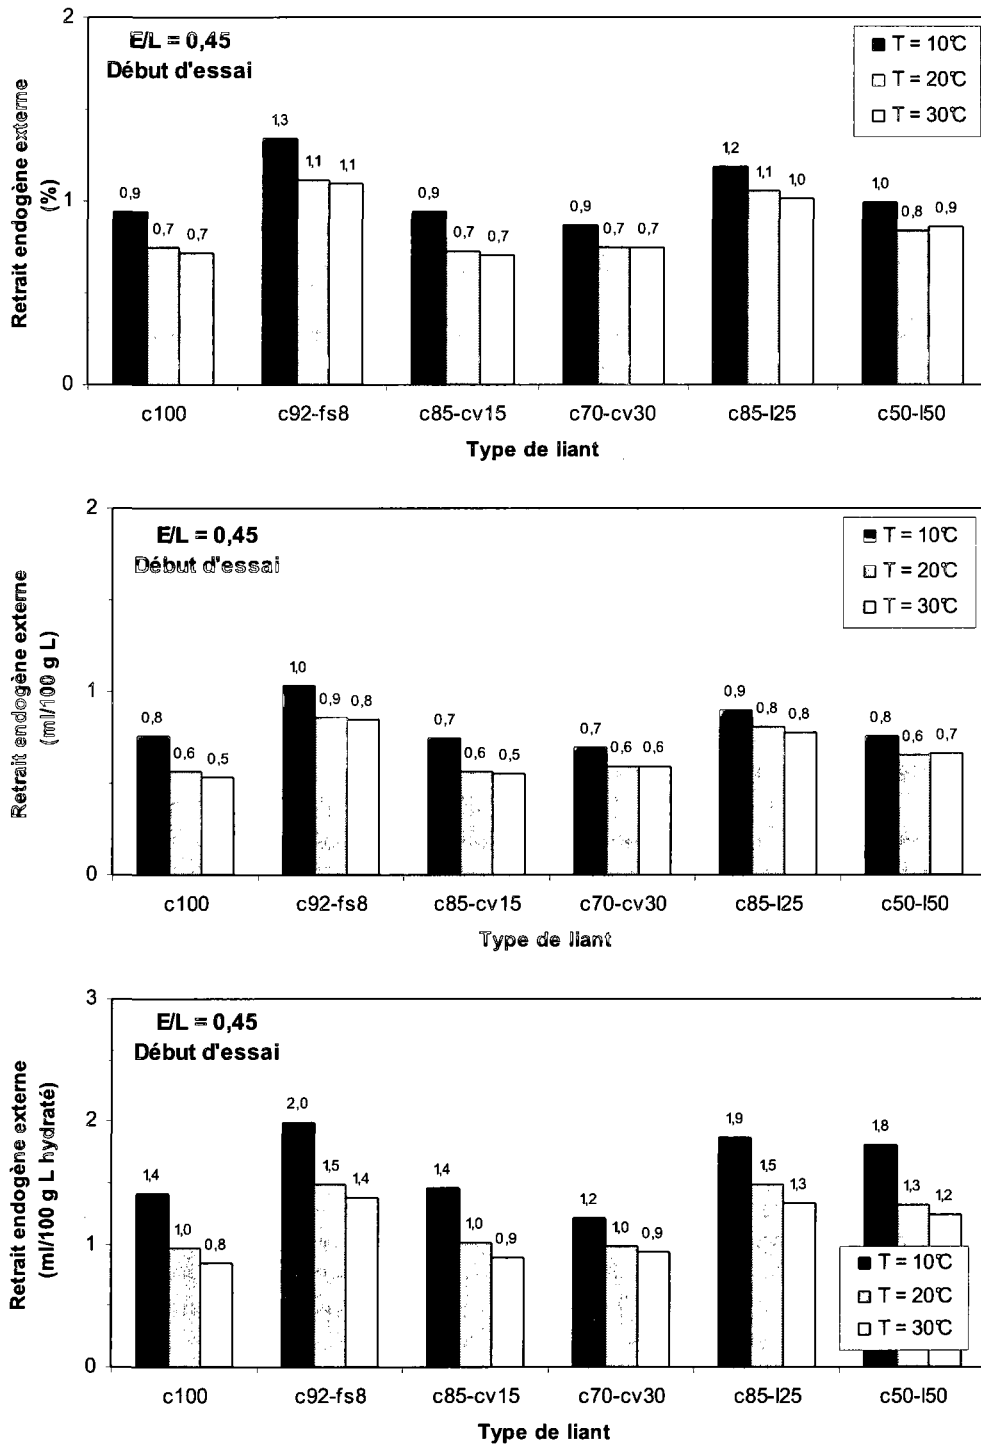 2
E/L = 0,45
Début d'essai
T = 10°C
T = 20°C
T = 30°C
Retrait endogène externe
(%)
1
0
0,9 0,7 0,7
1,3 1,1 1,1
0,9 0,7 0,7
0,9 0,7 0,7
1,2 1,1 1,0
1,0 0,8 0,9
c100 c92-fs8 c85-cv15 c70-cv30 c85-l25 c50-l50
Type de liant
2
E/L = 0,45
Début d'essai
T = 10°C
T = 20°C
T = 30°C
Retrait endogène externe
(ml/100 g L)
1
0
0,8 0,6 0,5
1,0 0,9 0,8
0,7 0,6 0,5
0,7 0,6 0,6
0,9 0,8 0,8
0,8 0,6 0,7
c100 c92-fs8 c85-cv15 c70-cv30 c85-l25 c50-l50
Type de liant
3
E/L = 0,45
Début d'essai
Retrait endogène externe
(ml/100 g L hydraté)
2
1
0
1,4 1,0 0,8
2,0 1,5 1,4
1,4 1,0 0,9
1,2 1,0 0,9
1,9 1,5 1,3
1,8 1,3 1,2
T = 10°C
T = 20°C
T = 30°C
c100 c92-fs8 c85-cv15 c70-cv30 c85-l25 c50-l50
Type de liant